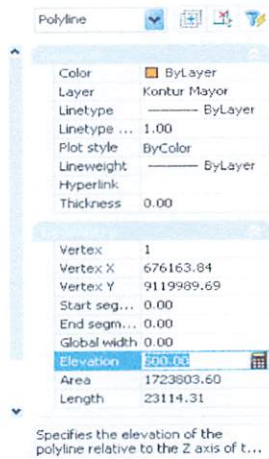 Polyline
Color ByLayer
Layer Kontur Mayor
Linetype ByLayer
Linetype ... 1.00
Plot style ByColor
Lineweight ByLayer
Hyperlink
Thickness 0.00
Vertex 1
Vertex X 676163.84
Vertex Y 9119989.69
Start seg... 0.00
End segm... 0.00
Global width 0.00
Elevation 500.00
Area 1723803.60
Length 23114.31
Specifies the elevation of the
polyline relative to the Z axis of t...